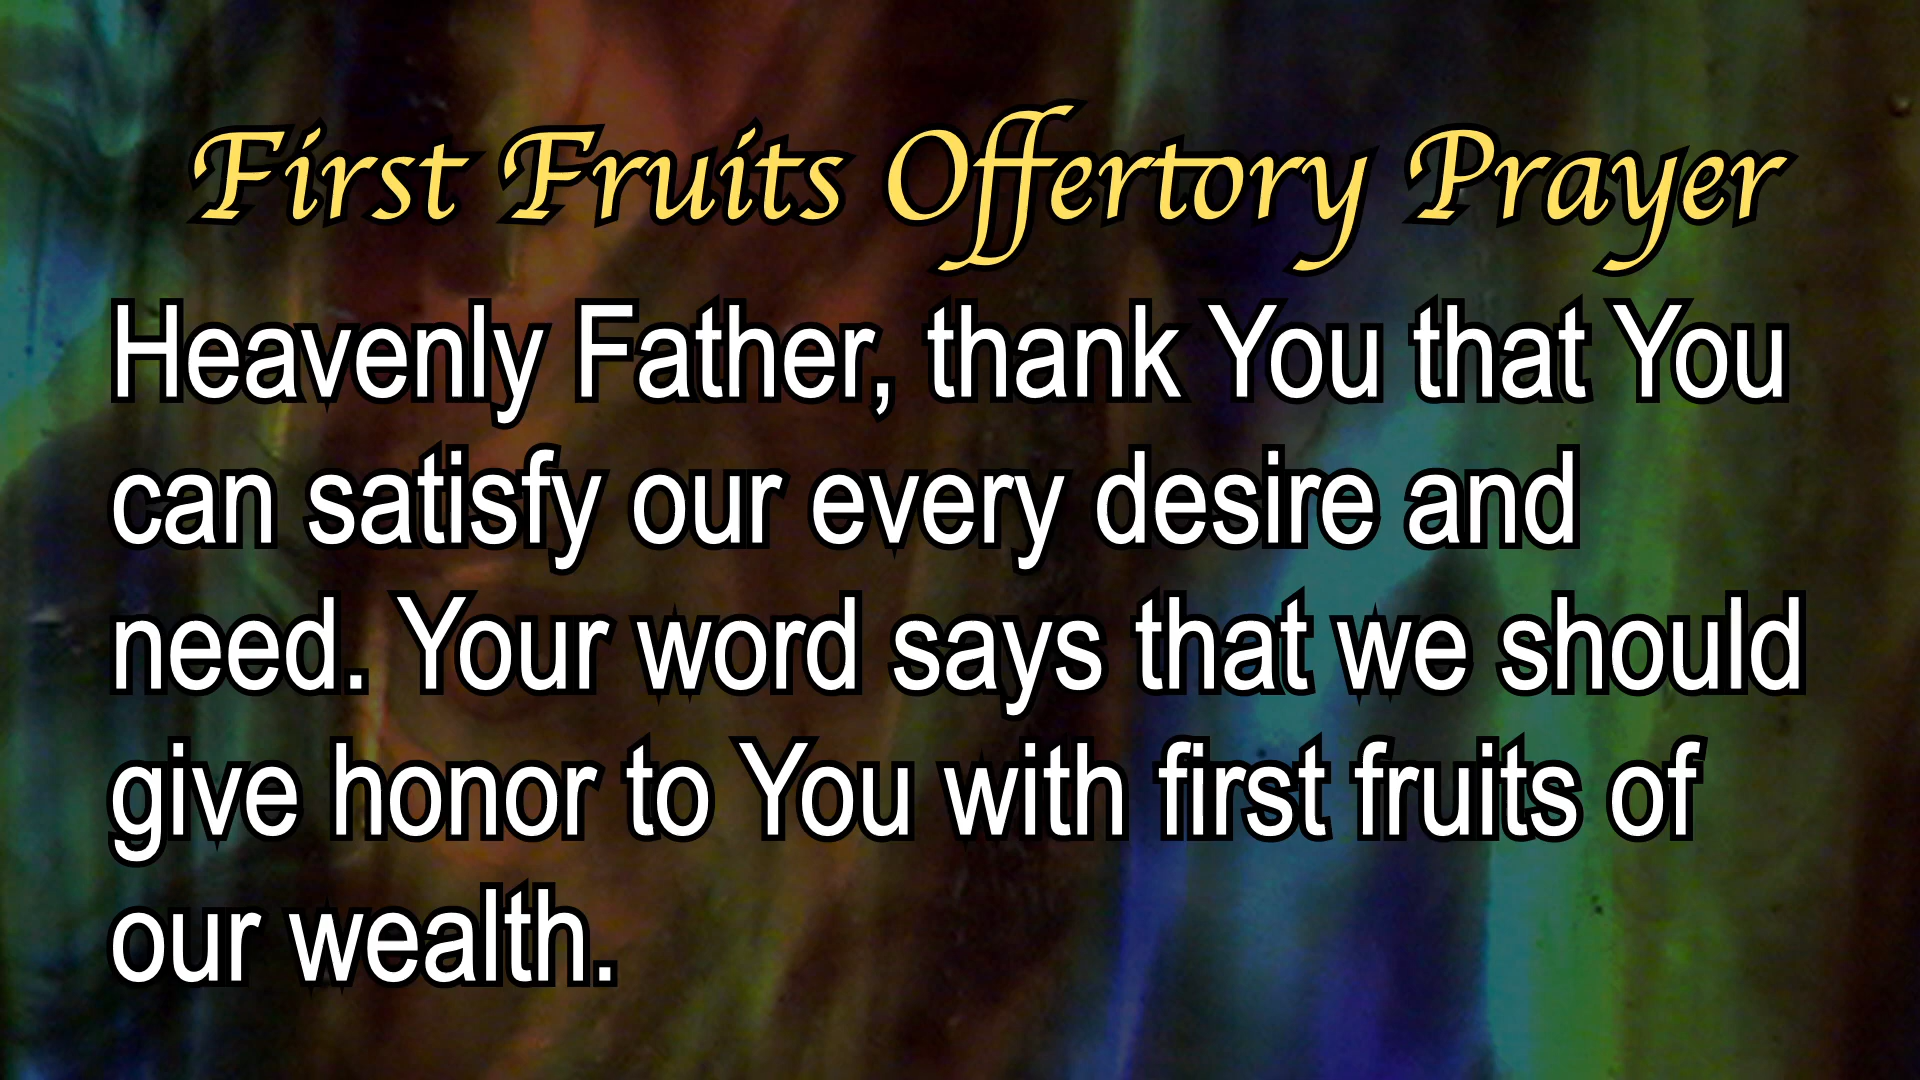 First Fruits Offertory Prayer
Heavenly Father, thank You that You
can satisfy our every desire and
need. Your word says that we should
give honor to You with first fruits of
our wealth.